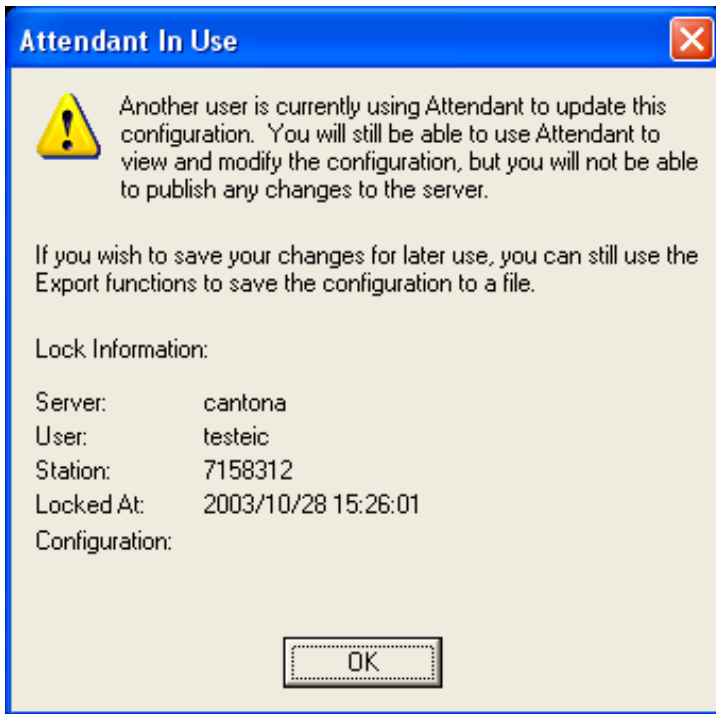 Attendant In Use
Another user is currently using Attendant to update this
configuration. You will still be able to use Attendant to
view and modify the configuration, but you will not be able
to publish any changes to the server.
If you wish to save your changes for later use, you can still use the
Export functions to save the configuration to a file.
Lock Information:
Server: cantona
User: testeic
Station: 7158312
Locked At: 2003/10/28 15:26:01
Configuration:
OK